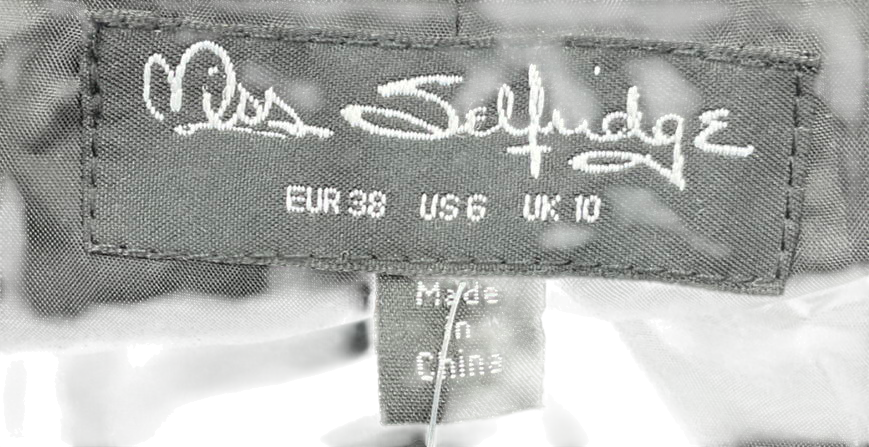 Miss Selfridge
EUR 38 US 6 UK 10
Made
in
China